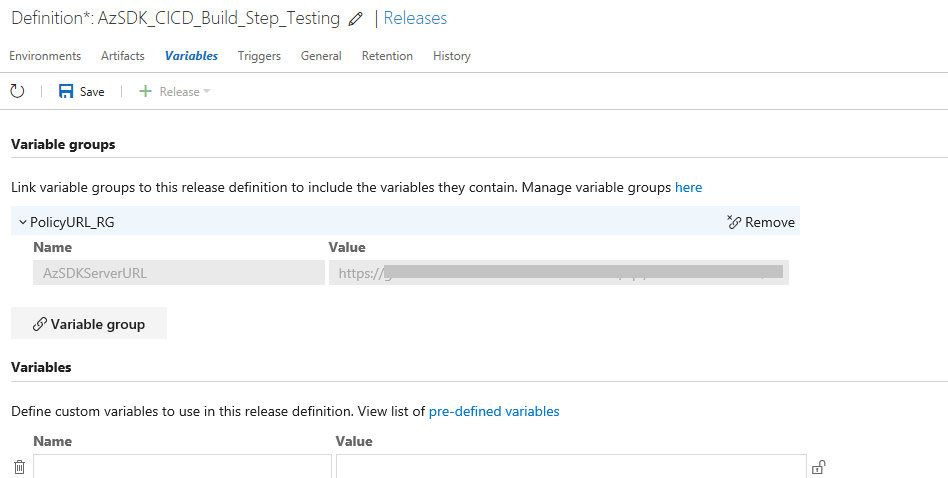 Definition*: AzSDK_CICD_Build_Step_Testing | Releases
Environments Artifacts Variables Triggers General Retention History
Save Release
Variable groups
Link variable groups to this release definition to include the variables they contain. Manage variable groups here
PolicyURL_RG Remove
Name Value
AzSDKServerURL https://
Variable group
Variables
Define custom variables to use in this release definition. View list of pre-defined variables
Name Value